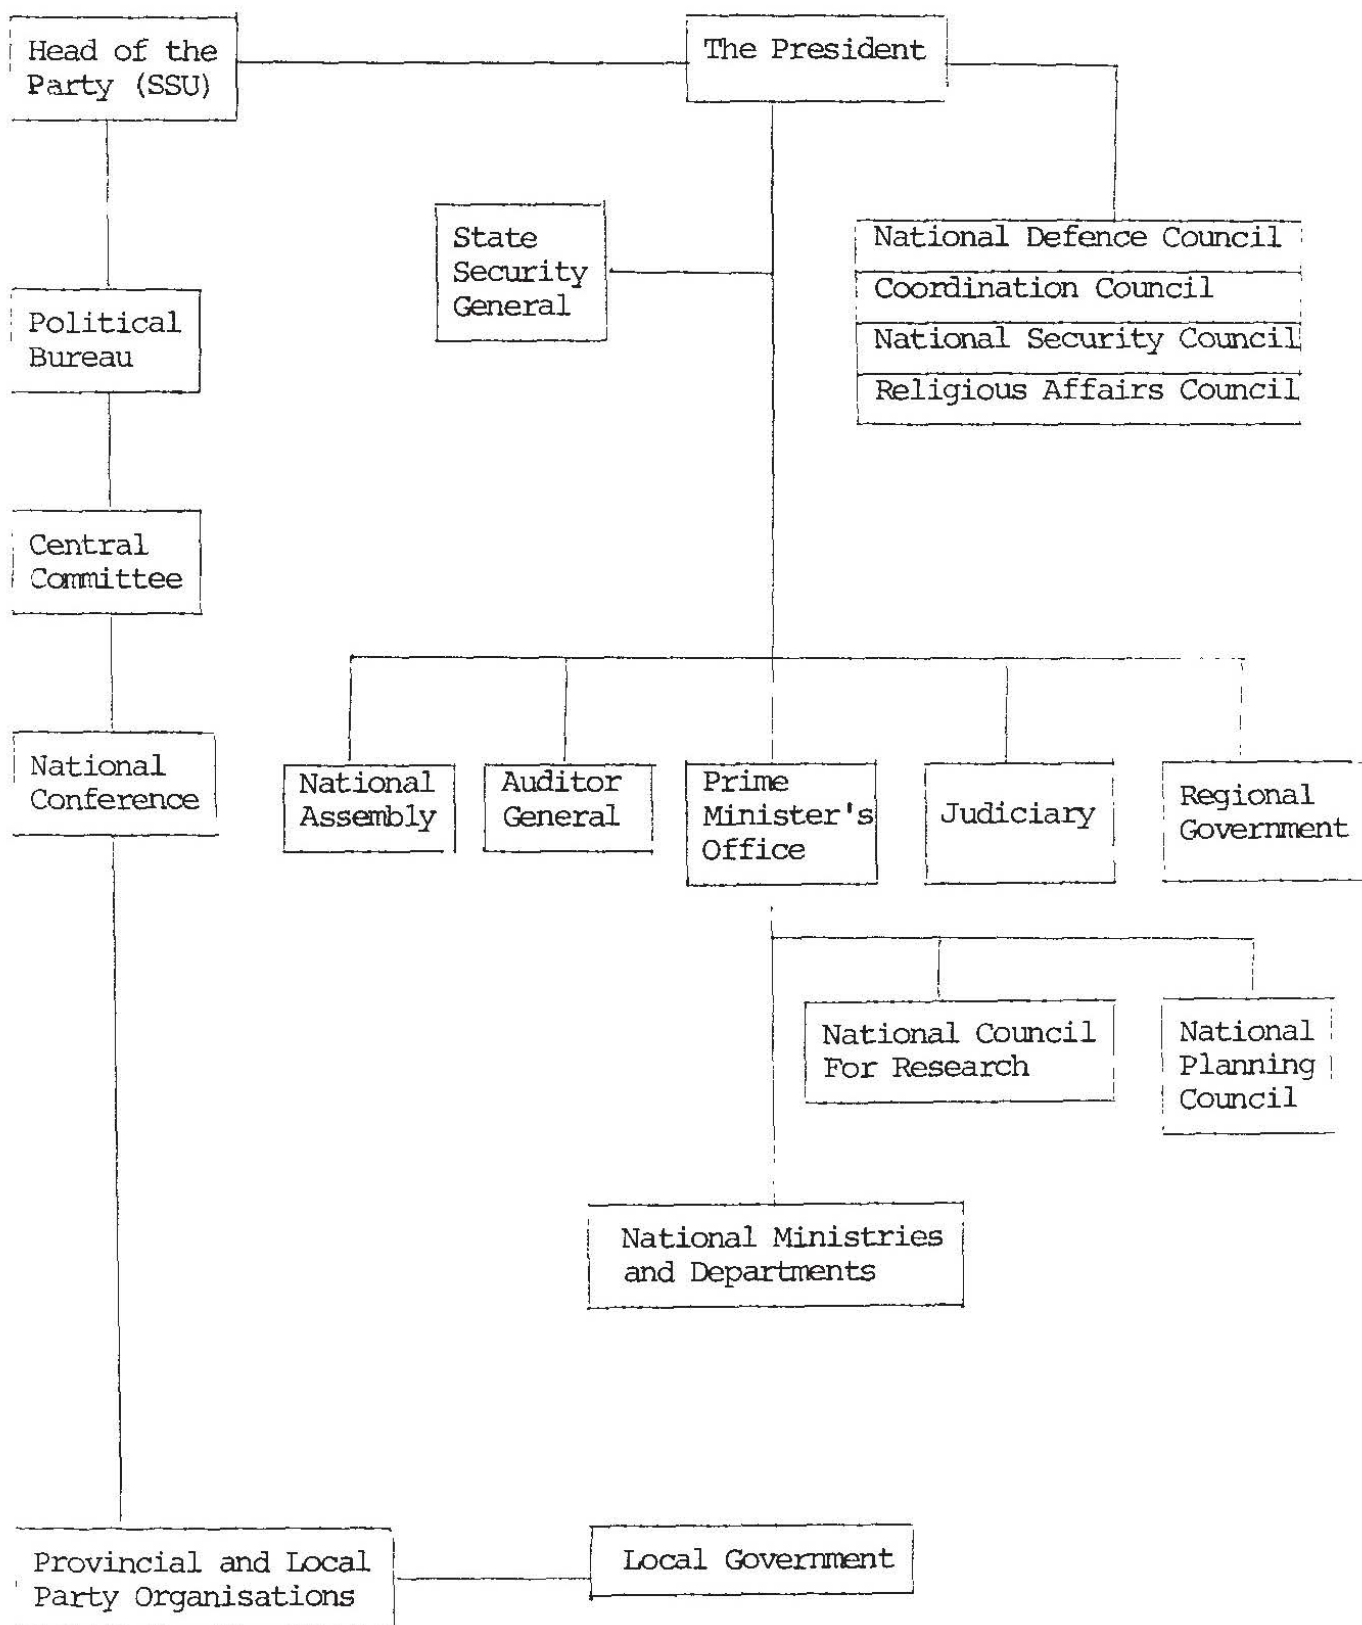 Head of the
Party (SSU)
The President
State
Security
General
National Defence Council
Coordination Council
National Security Council
Religious Affairs Council
Political
Bureau
Central
Committee
National
Conference
National
Assembly
Auditor
General
Prime
Minister's
Office
Judiciary
Regional
Government
National Council
For Research
National
Planning
Council
National Ministries
and Departments
Provincial and Local
Party Organisations
Local Government